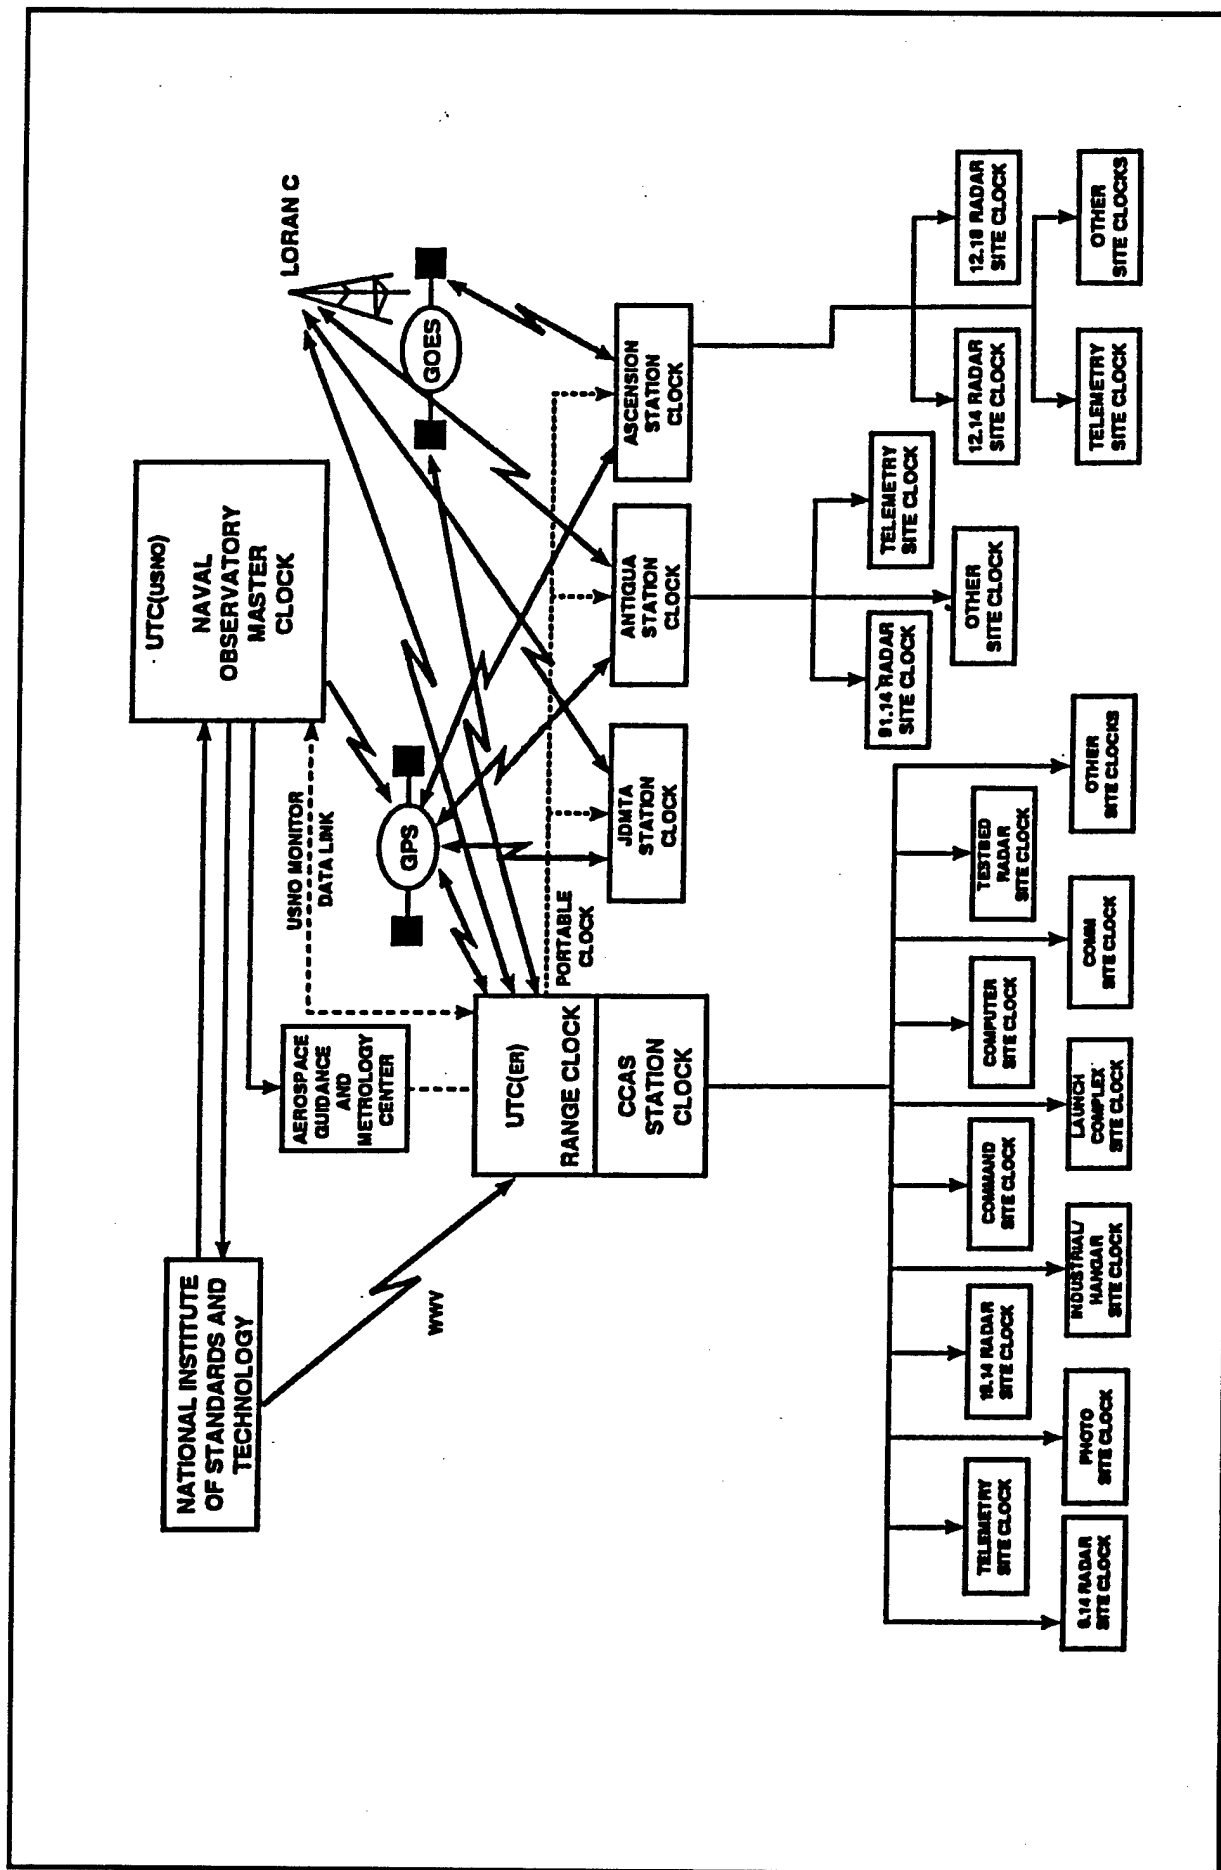 NATIONAL INSTITUTE
OF STANDARDS AND
TECHNOLOGY
UTC(USNO)
NAVAL
OBSERVATORY
MASTER
CLOCK
LORAN C
USNO MONITOR
DATA LINK
AEROSPACE
GUIDANCE
AND
METROLOGY
CENTER
GPS
GOES
WWV
UTC(ER)
RANGE CLOCK
CCAS
STATION
CLOCK
PORTABLE
CLOCK
JDMTA
STATION
CLOCK
ANTIGUA
STATION
CLOCK
ASCENSION
STATION
CLOCK
91.14 RADAR
SITE CLOCK
TELEMETRY
SITE CLOCK
OTHER
SITE CLOCK
12.14 RADAR
SITE CLOCK
12.18 RADAR
SITE CLOCK
TELEMETRY
SITE CLOCK
OTHER
SITE CLOCKS
TELEMETRY
SITE CLOCK
19.14 RADAR
SITE CLOCK
COMMAND
SITE CLOCK
COMPUTER
SITE CLOCK
TESTBED
RADAR
SITE CLOCK
RADAR
SITE CLOCK
PHOTO
SITE CLOCK
INDUSTRIAL/
HANGAR
SITE CLOCK
LAUNCH
COMPLEX
SITE CLOCK
COMM
SITE CLOCK
OTHER
SITE CLOCKS